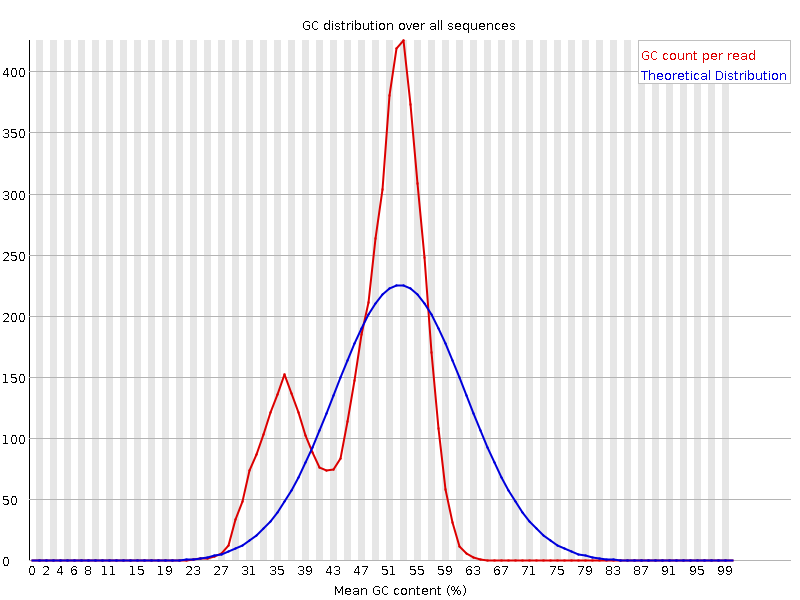 GC distribution over all sequences
GC count per read
Theoretical Distribution
400
350
300
250
200
150
100
50
0
0 2 4 6 8 11 15 19 23 27 31 35 39 43 47 51 55 59 63 67 71 75 79 83 87 91 95 99
Mean GC content (%)